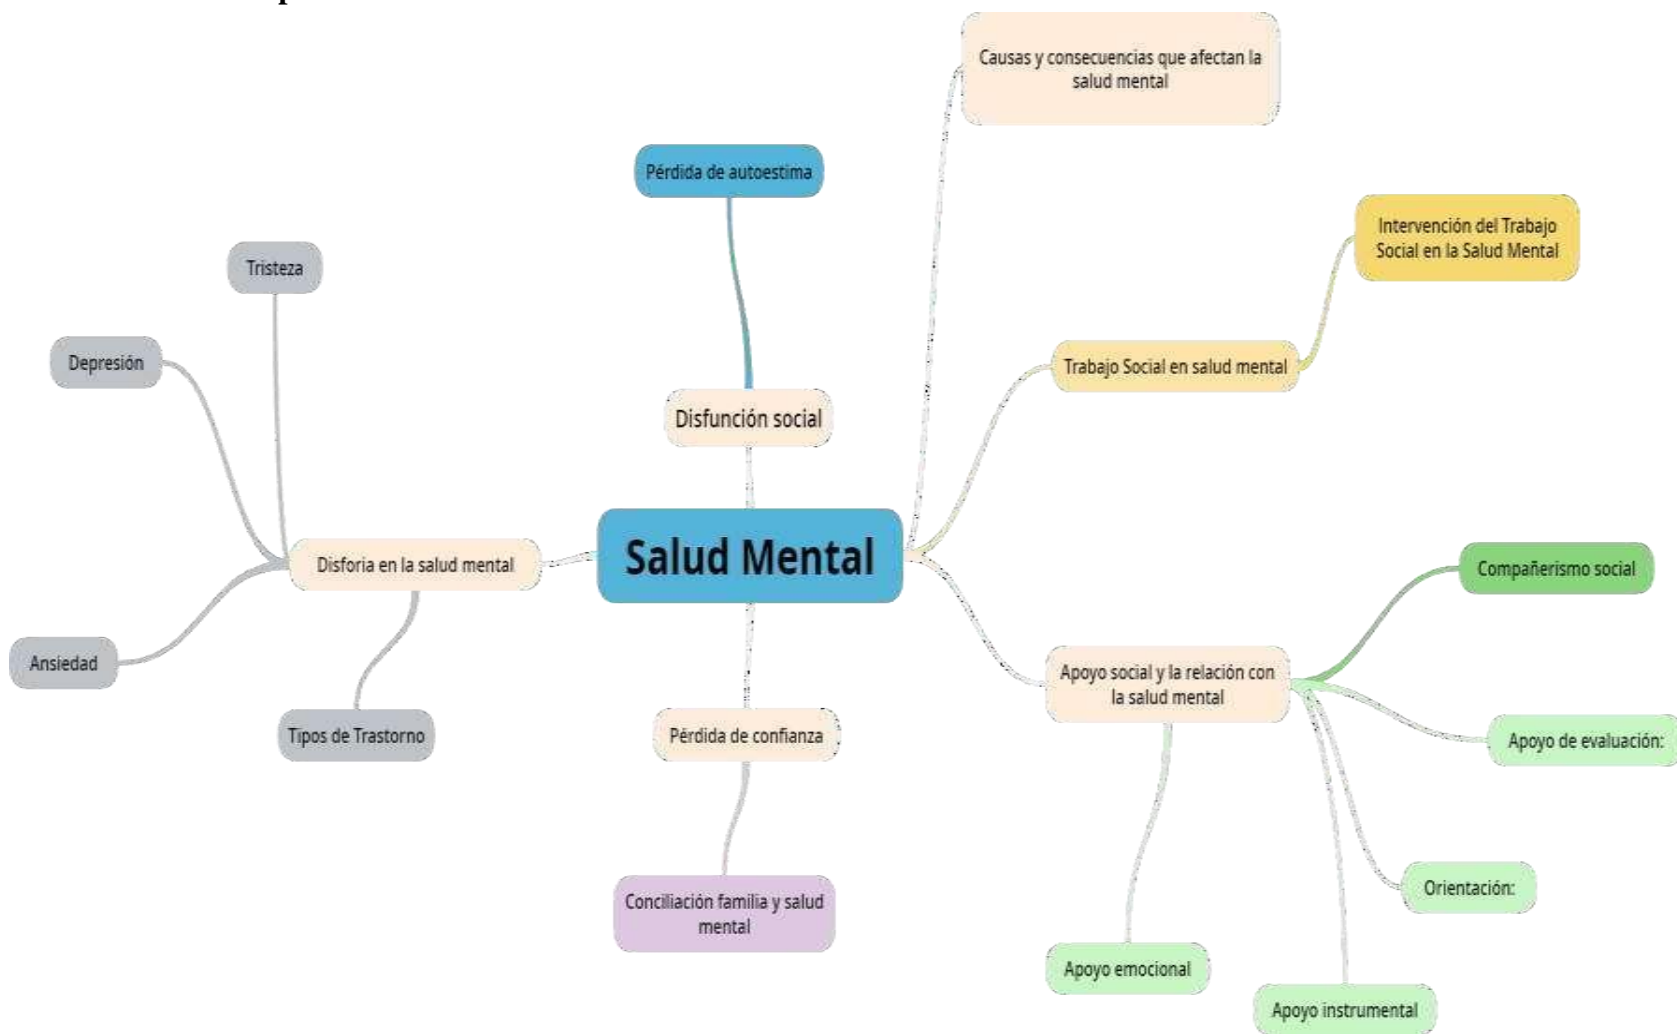 Causas y consecuencias que afectan la
salud mental
Pérdida de autoestima
Intervención del Trabajo
Social en la Salud Mental
Tristeza
Depresión
Trabajo Social en salud mental
Disfunción social
Salud Mental
Disforia en la salud mental
Compañerismo social
Ansiedad
Apoyo social y la relación con
la salud mental
Tipos de Trastorno
Pérdida de confianza
Apoyo de evaluación:
Orientación:
Conciliación familia y salud
mental
Apoyo emocional
Apoyo instrumental